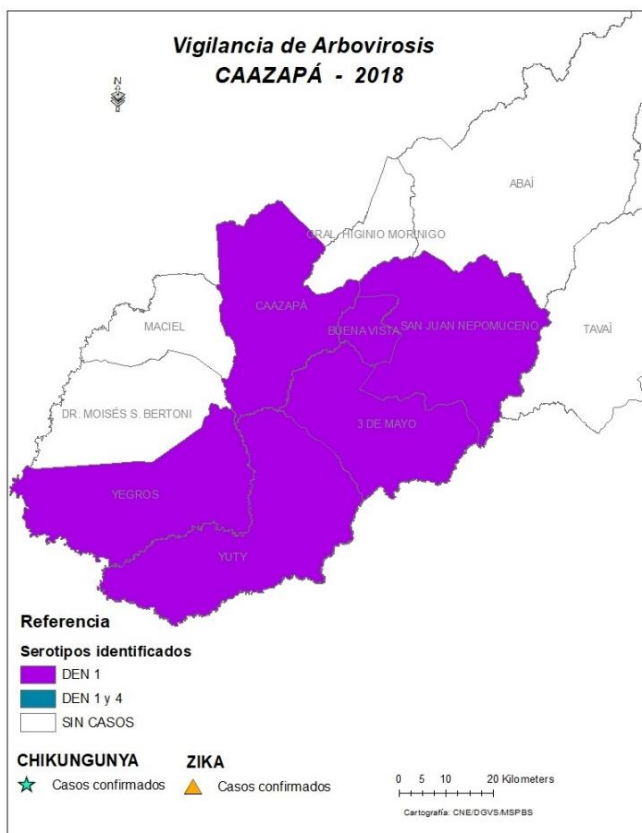 Vigilancia de Arbovirosis
CAAZAPÁ - 2018
N
ABAÍ
GRAL. HIGINIO MORINIGO
CAAZAPÁ
BUENA VISTA
SAN JUAN NEPOMUCENO
TAVAÍ
MACIEL
DR. MOISÉS S. BERTONI
3 DE MAYO
YEGROS
YUTY
Referencia
Serotipos identificados
DEN 1
DEN 1 y 4
SIN CASOS
CHIKUNGUNYA
Casos confirmados
ZIKA
Casos confirmados
0 5 10 20 Kilometers
Cartografía: CNE/DGVS/MSPBS